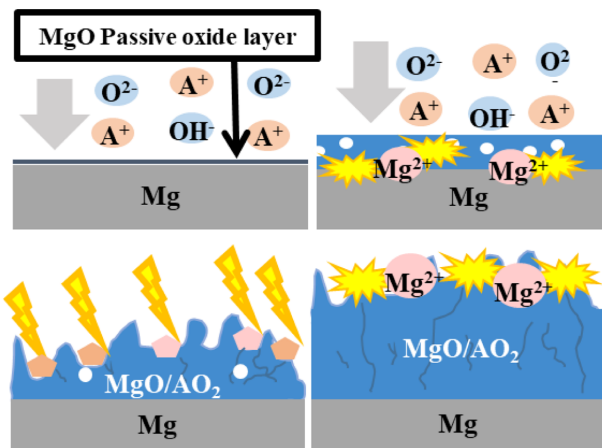 MgO Passive oxide layer
O²⁻ A⁺ O²⁻
A⁺ OH⁻ A⁺
Mg
O²⁻ A⁺ O²
-
A⁺ OH⁻ A⁺
Mg²⁺ Mg²⁺
Mg
MgO/AO₂
Mg
Mg²⁺ Mg²⁺
MgO/AO₂
Mg